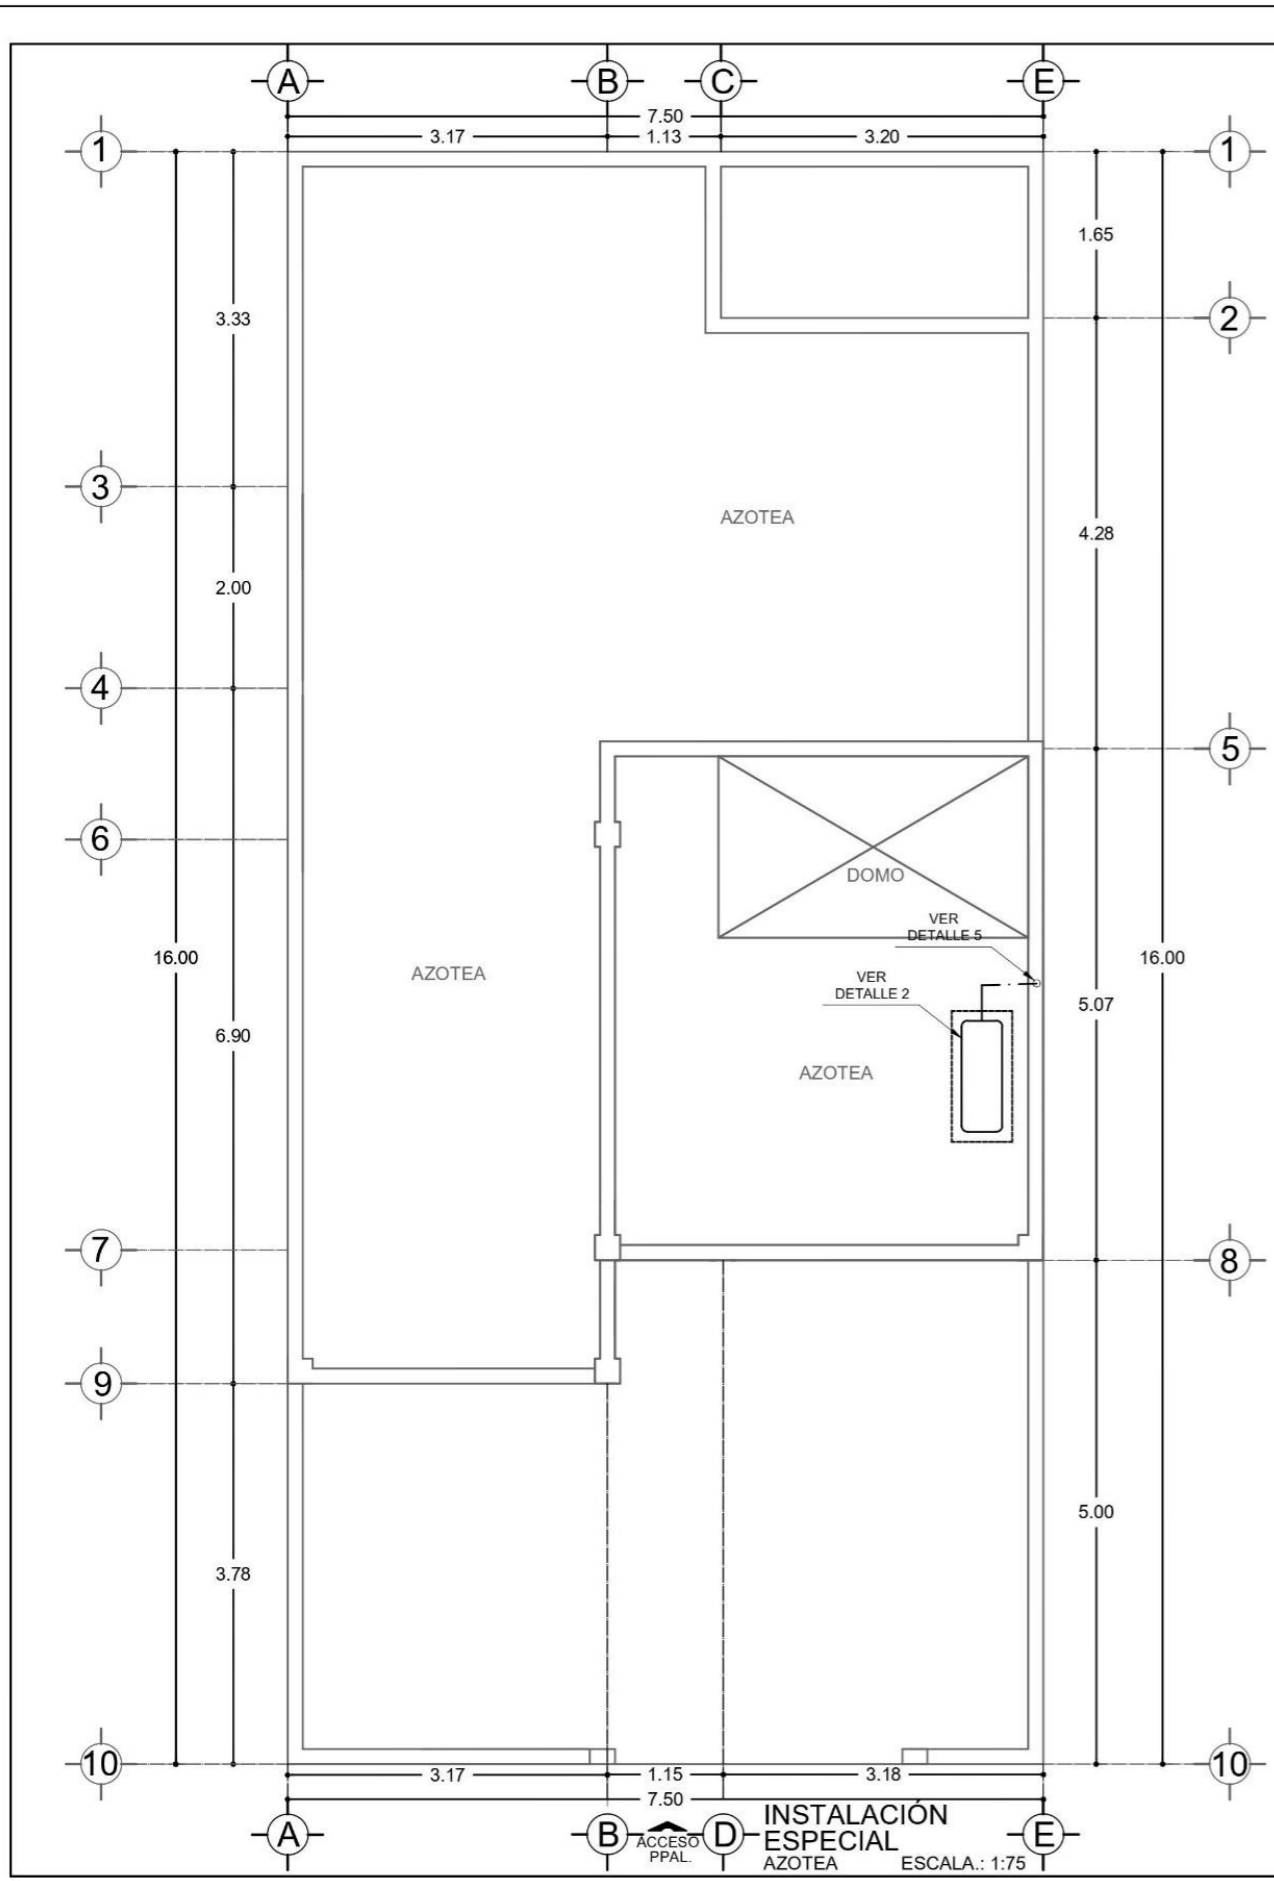 A B C E
7.50
3.17 1.13 3.20
1 1
1.65
3.33 2
3
AZOTEA
4.28
2.00
4
5
6
DOMO
VER
DETALLE 5
16.00 AZOTEA 16.00
VER
DETALLE 2
5.07
6.90
AZOTEA
7 8
9
5.00
3.78
10 10
3.17 1.15 3.18
7.50
A B D E
ACCESO
PPAL.
INSTALACIÓN
ESPECIAL
AZOTEA ESCALA.: 1:75